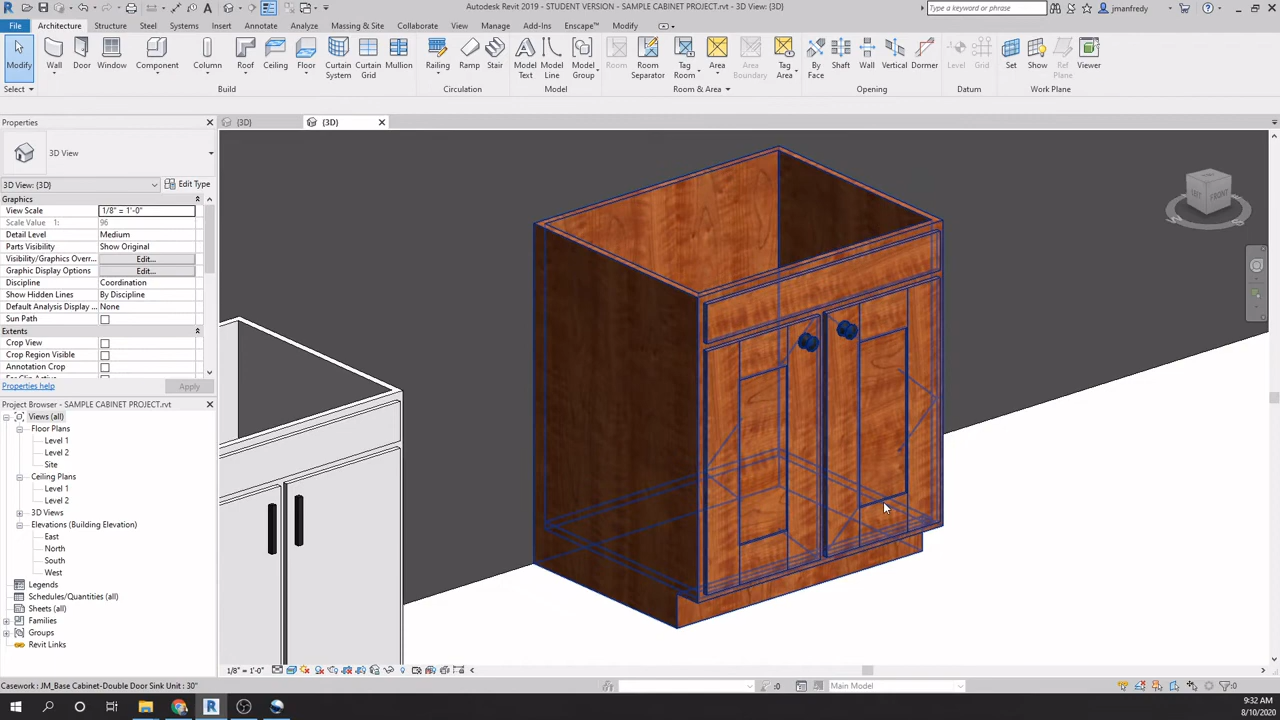 Autodesk Revit 2019 - STUDENT VERSION - SAMPLE CABINET PROJECT.rvt - 3D View: {3D}
Type a keyword or phrase
jmanfredy
File Architecture Structure Steel Systems Insert Annotate Analyze Massing & Site Collaborate View Manage Add-Ins Enscape™ Modify
Modify Wall Door Window Component Column Roof Ceiling Floor Curtain System Curtain Grid Mullion Railing Ramp Stair Model Text Model Line Model Group Room Room Separator Tag Room Area Area Boundary Tag Area By Face Shaft Wall Vertical Dormer Level Grid Set Show Ref Plane Viewer
Select Build Circulation Model Room & Area Opening Datum Work Plane
Properties
{3D}
{3D}
3D View
3D View: {3D}
Edit Type
Graphics
View Scale 1/8" = 1'-0"
Scale Value 1: 96
Detail Level Medium
Parts Visibility Show Original
Visibility/Graphics Overr... Edit...
Graphic Display Options Edit...
Discipline Coordination
Show Hidden Lines By Discipline
Default Analysis Display ... None
Sun Path
Extents
Crop View
Crop Region Visible
Annotation Crop
Properties help
Apply
Project Browser - SAMPLE CABINET PROJECT.rvt
Views (all)
Floor Plans
Level 1
Level 2
Site
Ceiling Plans
Level 1
Level 2
3D Views
Elevations (Building Elevation)
East
North
South
West
Legends
Schedules/Quantities (all)
Sheets (all)
Families
Groups
Revit Links
LEFT FRONT
1/8" = 1'-0"
Casework : JM_Base Cabinet-Double Door Sink Unit : 30"
:0
Main Model
:0
9:32 AM
8/10/2020